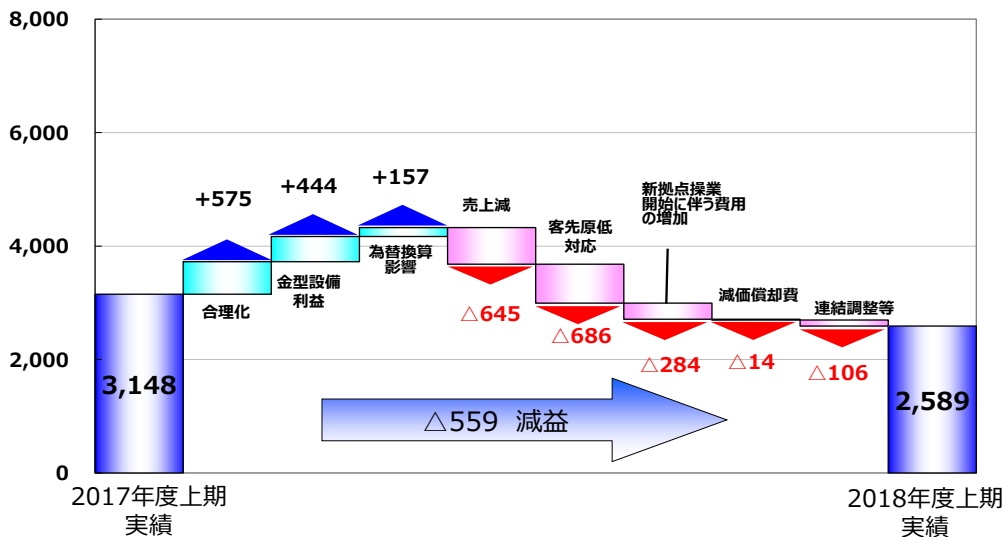 8,000
6,000
4,000
2,000
0
3,148
2017年度上期
実績
+575
合理化
+444
金型設備
利益
+157
為替換算
影響
売上減
△645
客先原低
対応
△686
新拠点操業
開始に伴う費用
の増加
△284
減価償却費
△14
連結調整等
△106
△559 減益
2,589
2018年度上期
実績